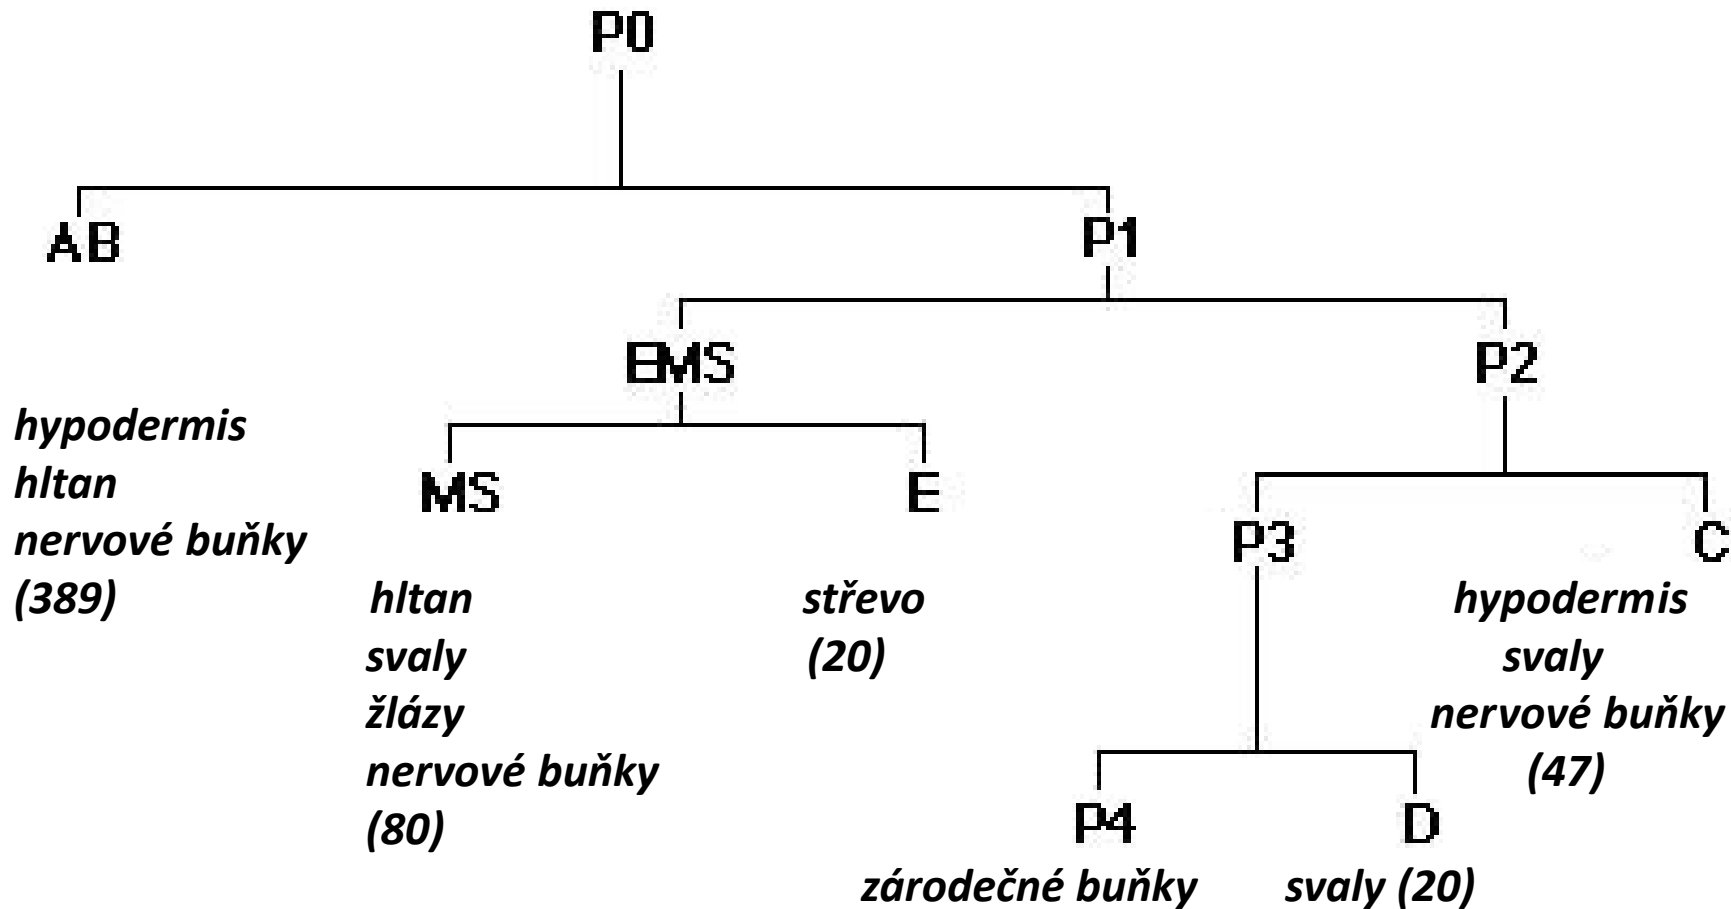 P0
AB
P1
EMS
P2
hypodermis
hltan
nervové buňky
(389)
MS
E
P3
C
hltan
svaly
žlázy
nervové buňky
(80)
střevo
(20)
hypodermis
svaly
nervové buňky
(47)
P4
D
zárodečné buňky
svaly (20)